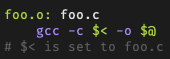 foo.o: foo.c
    gcc -c $< -o $@
# $< is set to foo.c